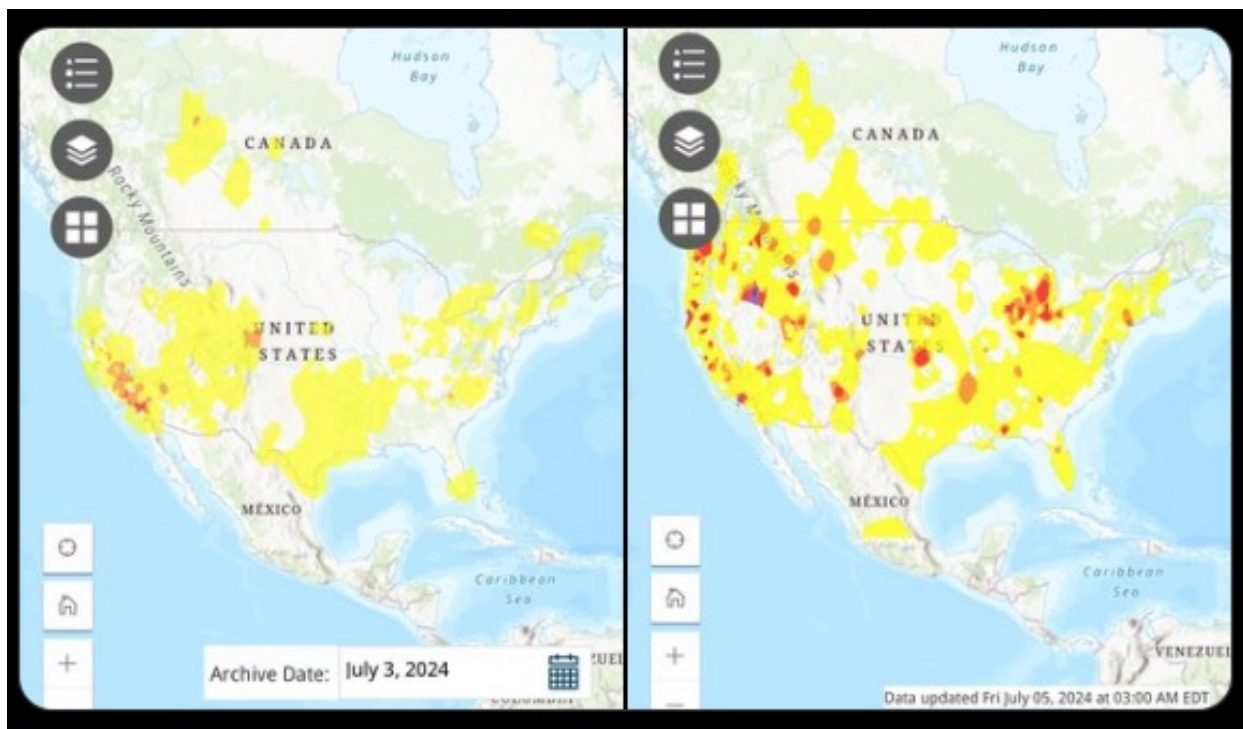 Hudson
Bay
CANADA
Rocky Mountains
UNITED
STATES
MÉXICO
Caribbean
Sea
Archive Date: July 3, 2024
Hudson
Bay
CANADA
UNITED
STATES
MÉXICO
Caribbean
Sea
VENEZUEL
Data updated Fri July 05, 2024 at 03:00 AM EDT